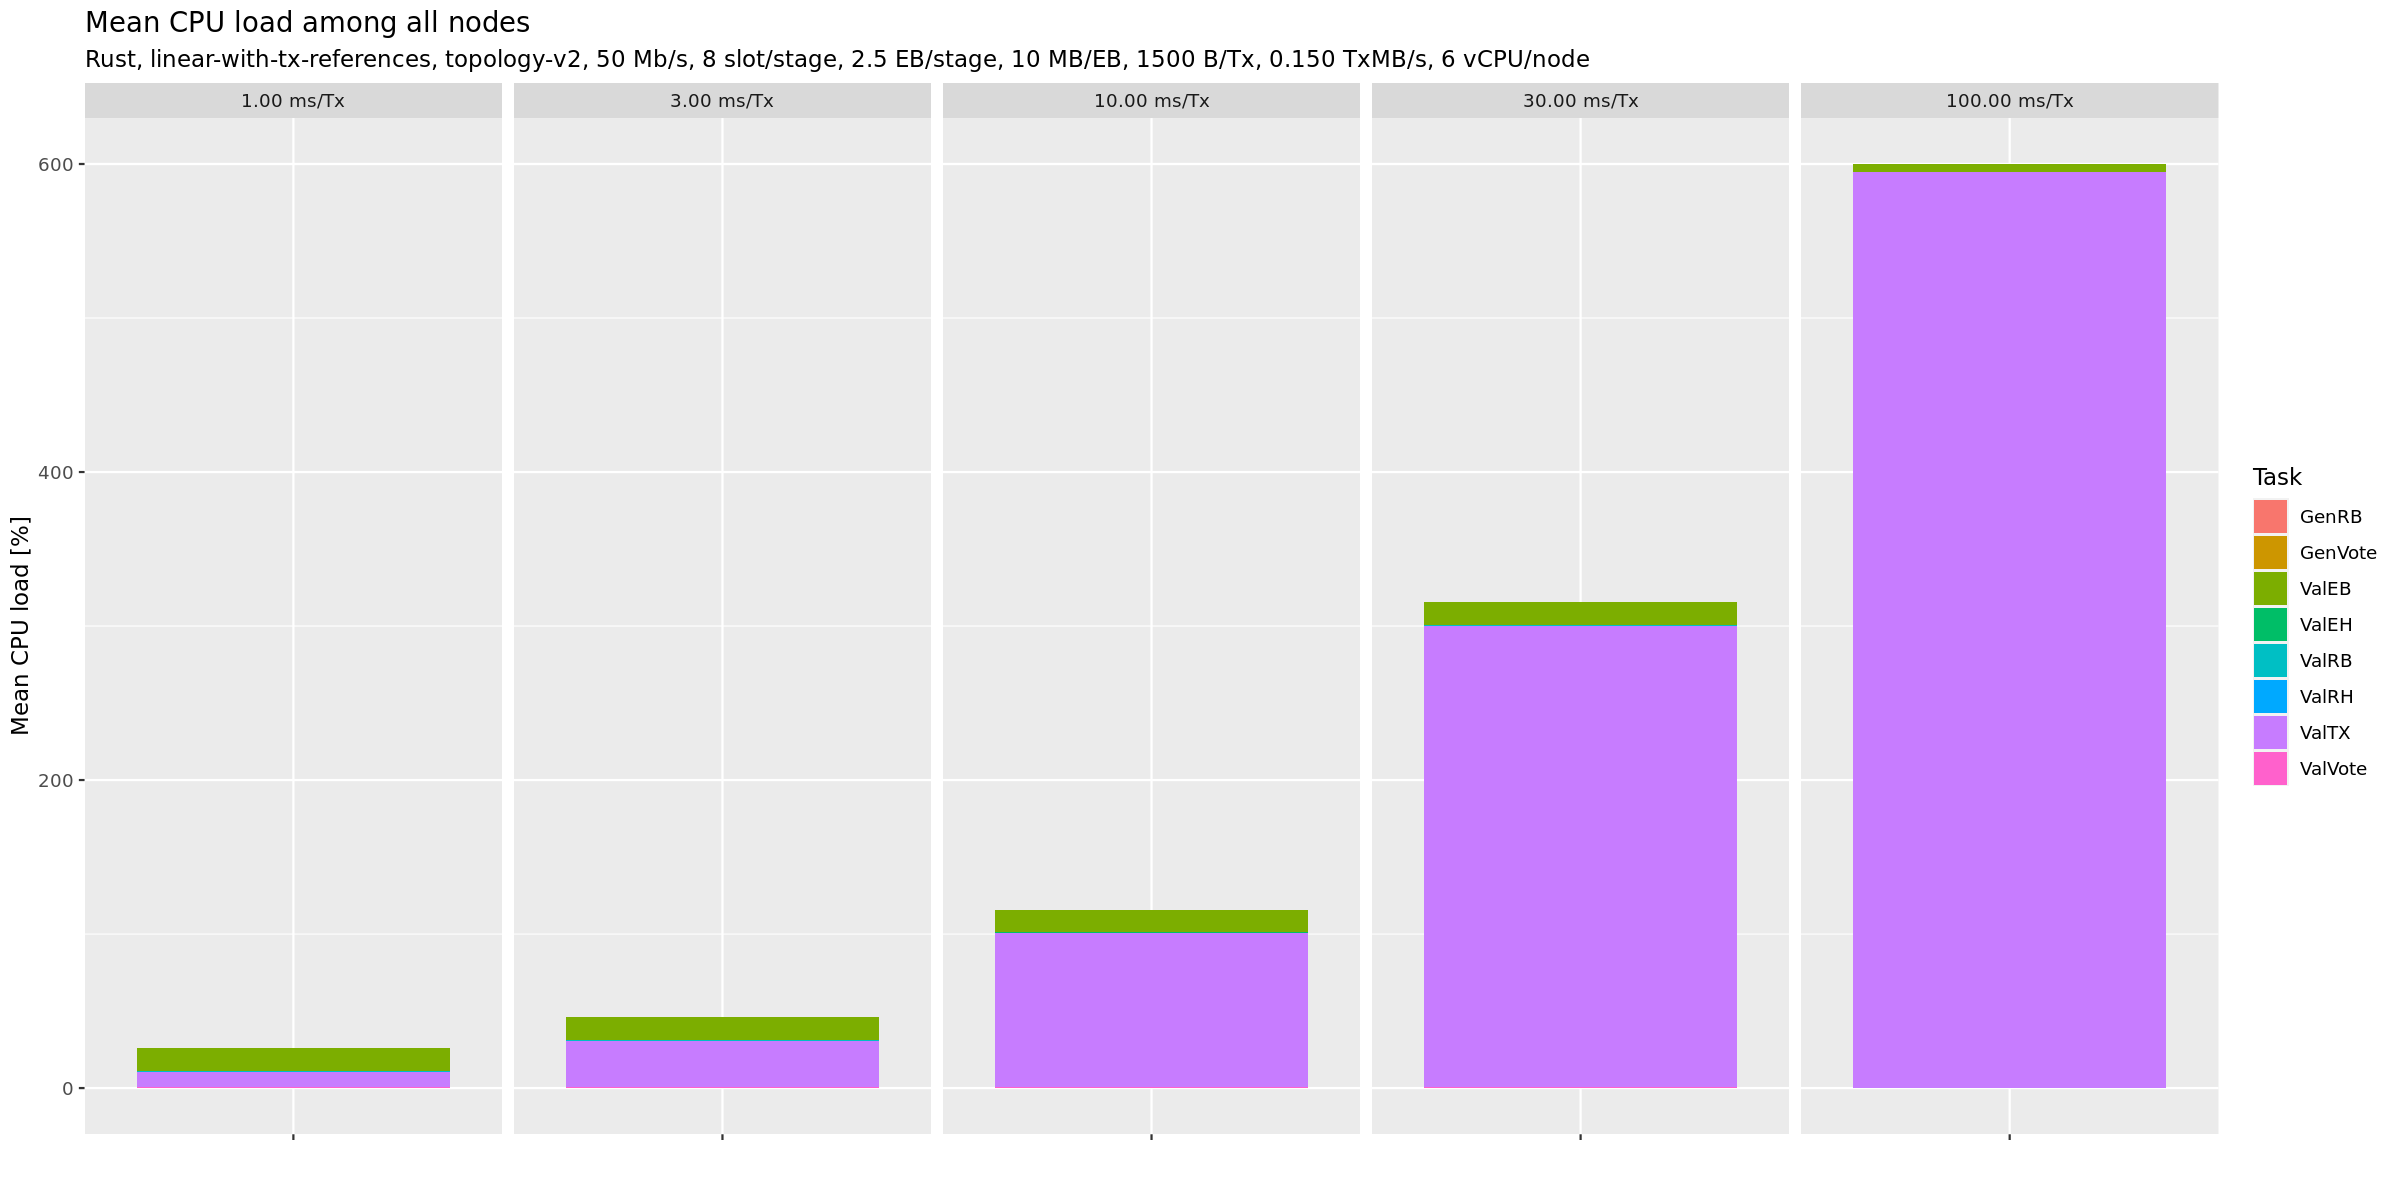 Mean CPU load among all nodes
Rust, linear-with-tx-references, topology-v2, 50 Mb/s, 8 slot/stage, 2.5 EB/stage, 10 MB/EB, 1500 B/Tx, 0.150 TxMB/s, 6 vCPU/node
1.00 ms/Tx
3.00 ms/Tx
10.00 ms/Tx
30.00 ms/Tx
100.00 ms/Tx
Mean CPU load [%]
600
400
200
0
Task
GenRB
GenVote
ValEB
ValEH
ValRB
ValRH
ValTX
ValVote